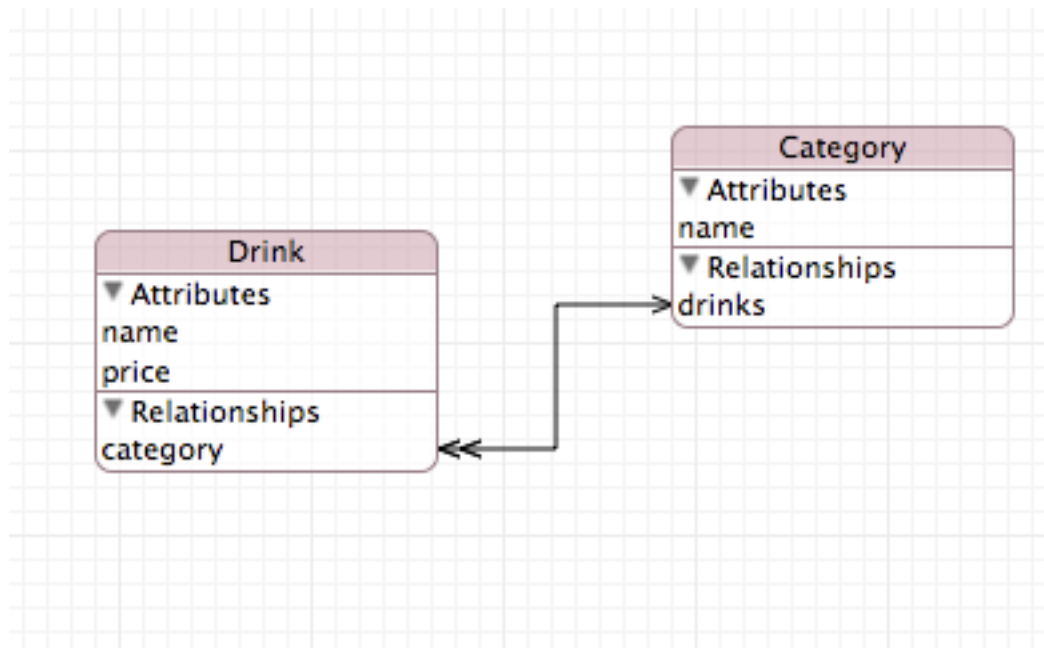 Drink
Attributes
name
price
Relationships
category
Category
Attributes
name
Relationships
drinks